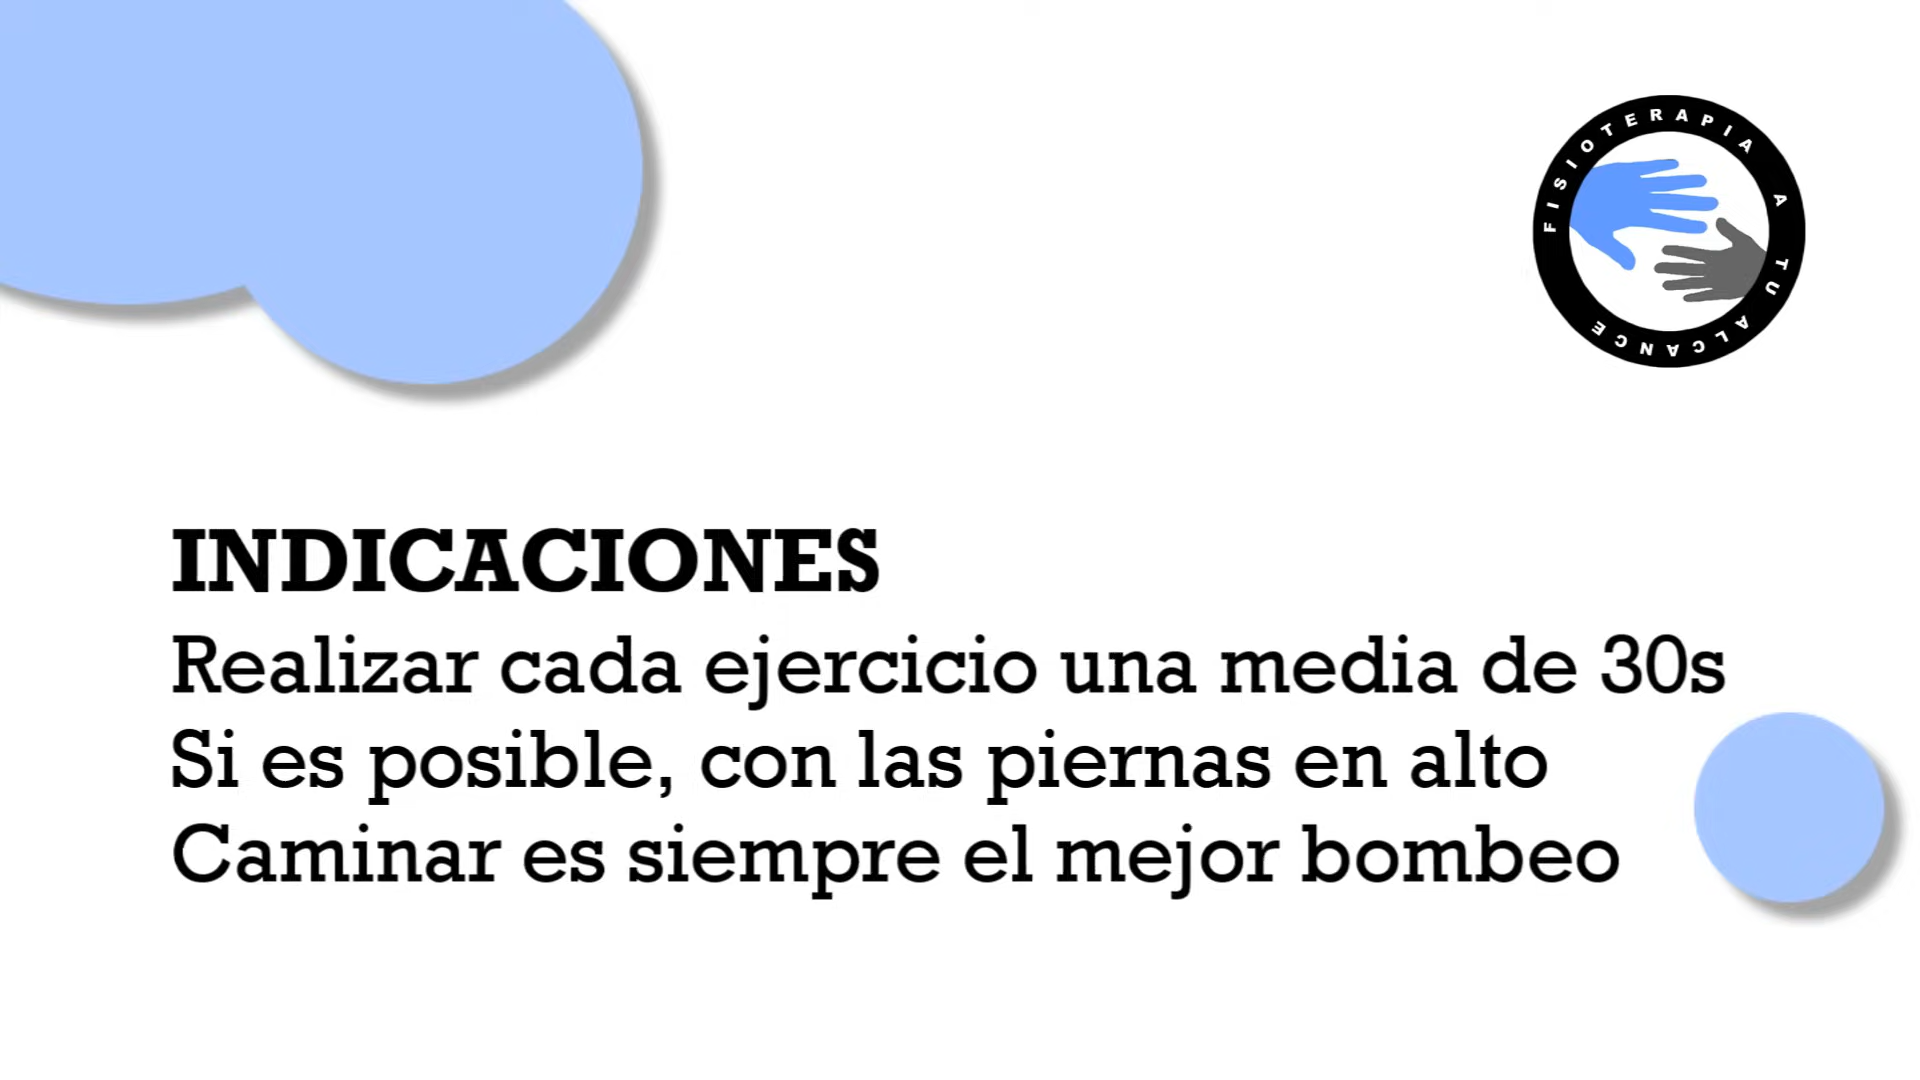 FISIOTERAPIA A TU ALCANCE
INDICACIONES
Realizar cada ejercicio una media de 30s
Si es posible, con las piernas en alto
Caminar es siempre el mejor bombeo